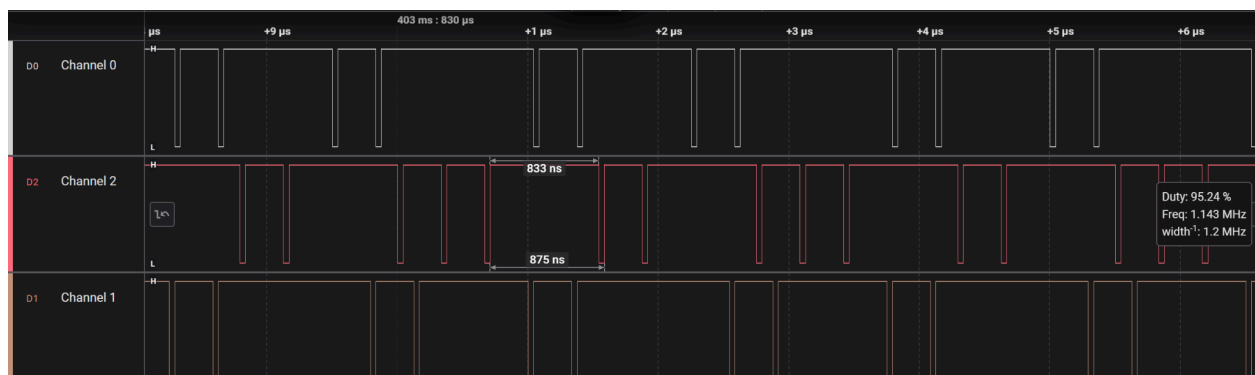 403 ms : 830 µs
µs +9 µs +1 µs +2 µs +3 µs +4 µs +5 µs +6 µs
D0 Channel 0
H
L
D2 Channel 2
H
L
833 ns
875 ns
Duty: 95.24 %
Freq: 1.143 MHz
width⁻¹: 1.2 MHz
D1 Channel 1
H